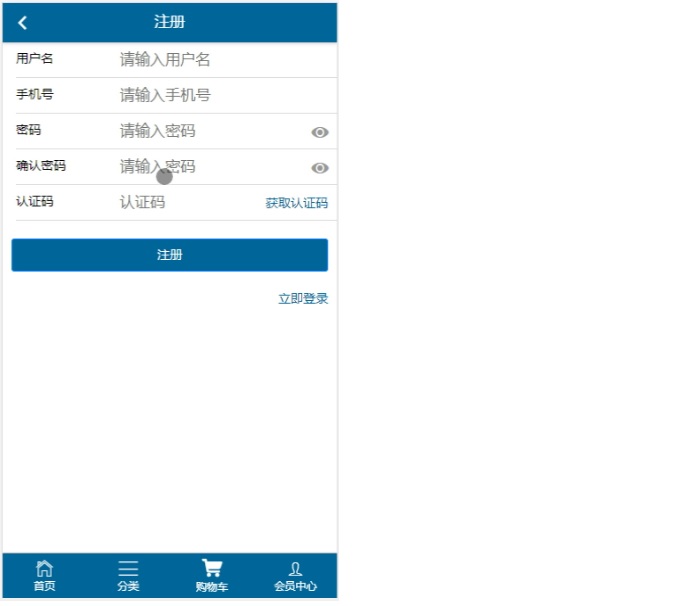 注册
用户名 请输入用户名
手机号 请输入手机号
密码 请输入密码
确认密码 请输入密码
认证码 认证码 获取认证码
注册
立即登录
首页 分类 购物车 会员中心